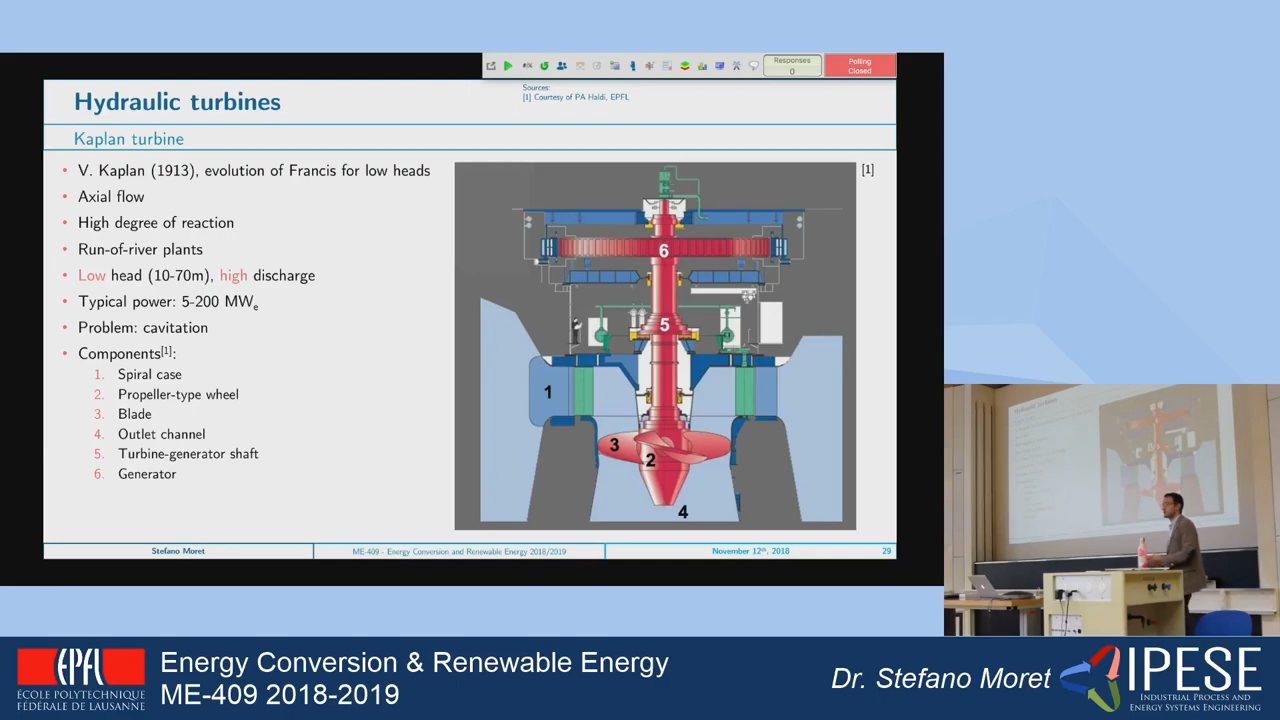 Responses
0
Polling
Closed
Hydraulic turbines
Sources:
[1] Courtesy of PA Haldi, EPFL
Kaplan turbine
• V. Kaplan (1913), evolution of Francis for low heads
• Axial flow
• High degree of reaction
• Run-of-river plants
• Low head (10-70m), high discharge
• Typical power: 5-200 MWe
• Problem: cavitation
• Components[1]:
1. Spiral case
2. Propeller-type wheel
3. Blade
4. Outlet channel
5. Turbine-generator shaft
6. Generator
[1]
6
5
1
3
2
4
Stefano Moret
ME-409 - Energy Conversion and Renewable Energy 2018/2019
November 12th, 2018
29
EPFL
ÉCOLE POLYTECHNIQUE
FÉDÉRALE DE LAUSANNE
Energy Conversion & Renewable Energy
ME-409 2018-2019
Dr. Stefano Moret
IPESE
Industrial Process and
Energy Systems Engineering